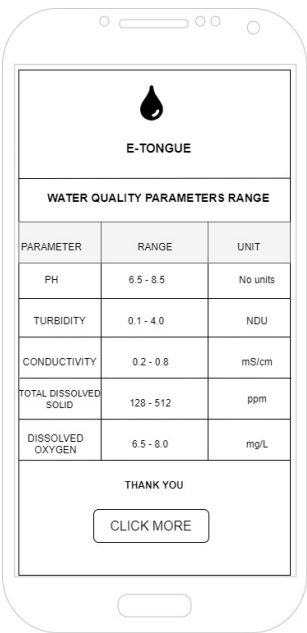 E-TONGUE
WATER QUALITY PARAMETERS RANGE
PARAMETER RANGE UNIT
PH 6.5 - 8.5 No units
TURBIDITY 0.1 - 4.0 NDU
CONDUCTIVITY 0.2 - 0.8 mS/cm
TOTAL DISSOLVED
SOLID 128 - 512 ppm
DISSOLVED
OXYGEN 6.5 - 8.0 mg/L
THANK YOU
CLICK MORE